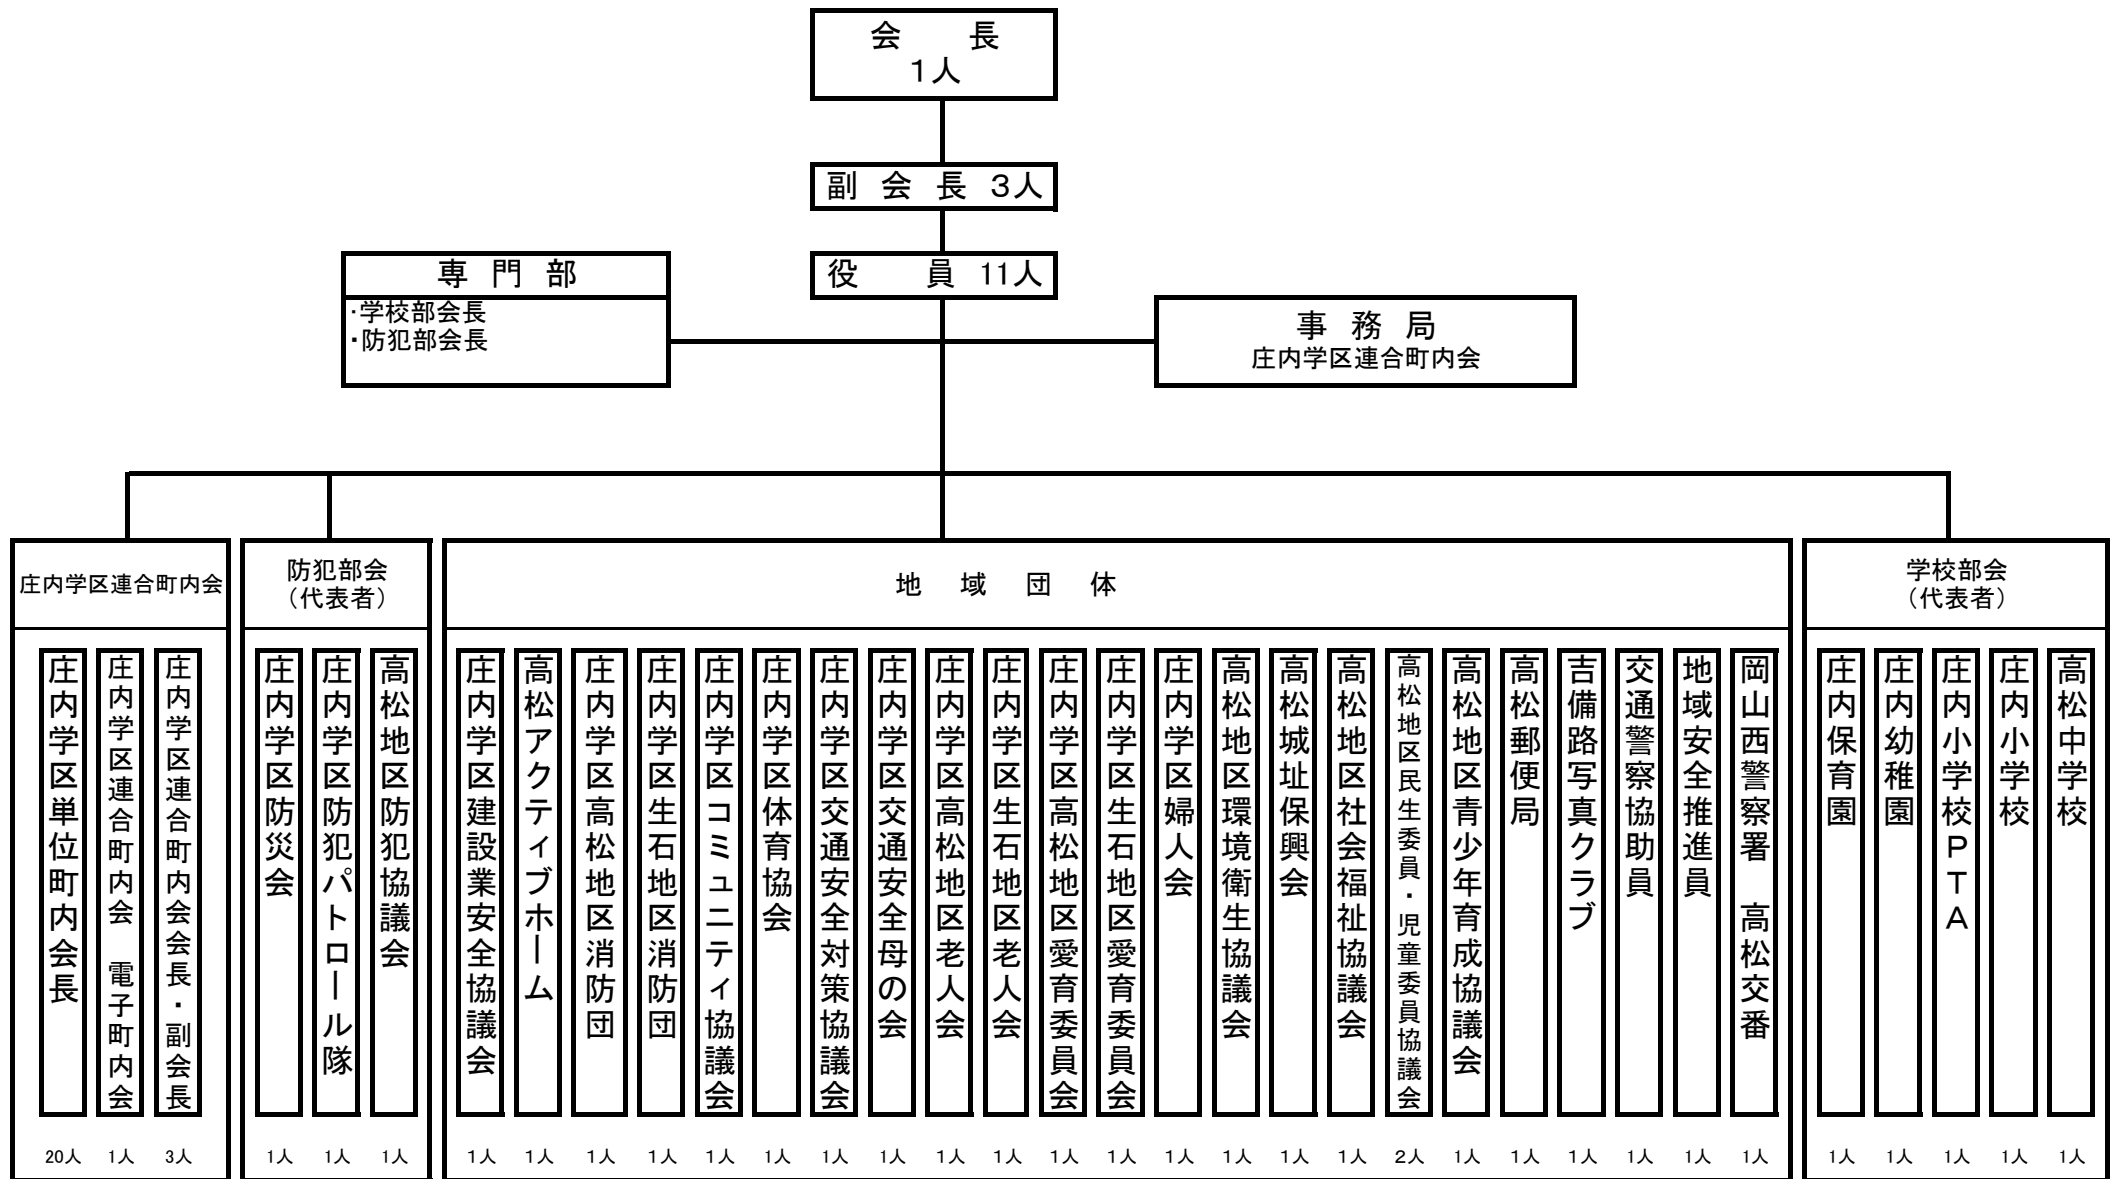 会長
1人
副会長 3人
役員 11人
専門部
・学校部会長
・防犯部会長
事務局
庄内学区連合町内会
庄内学区連合町内会
庄内学区単位町内会長
20人
庄内学区連合町内会 電子町内会
1人
庄内学区連合町内会会長・副会長
3人
防犯部会
（代表者）
庄内学区防災会
1人
庄内学区防犯パトロール隊
1人
高松地区防犯協議会
1人
地域団体
庄内学区建設業安全協議会
1人
高松アクティブホーム
1人
庄内学区高松地区消防団
1人
庄内学区生石地区消防団
1人
庄内学区コミュニティ協議会
1人
庄内学区体育協会
1人
庄内学区交通安全対策協議会
1人
庄内学区交通安全母の会
1人
庄内学区高松地区老人会
1人
庄内学区生石地区老人会
1人
庄内学区高松地区愛育委員会
1人
庄内学区生石地区愛育委員会
1人
庄内学区婦人会
1人
高松地区環境衛生協議会
1人
高松城址保興会
1人
高松地区社会福祉協議会
1人
高松地区民生委員・児童委員協議会
2人
高松地区青少年育成協議会
1人
高松郵便局
1人
吉備路写真クラブ
1人
交通警察協助員
1人
地域安全推進員
1人
岡山西警察署 高松交番
1人
学校部会
（代表者）
庄内保育園
1人
庄内幼稚園
1人
庄内小学校PTA
1人
庄内小学校
1人
高松中学校
1人